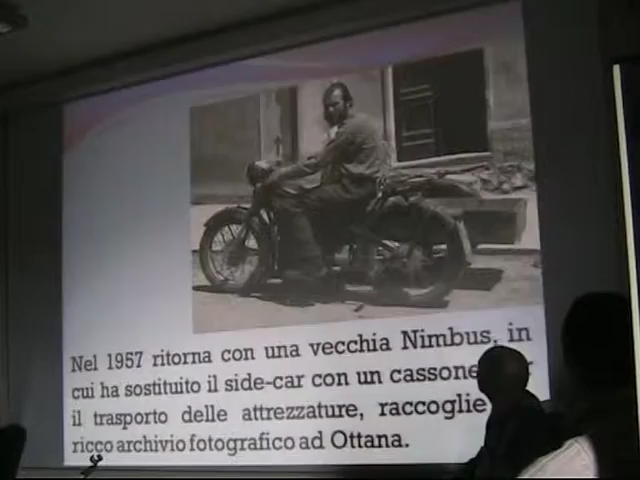 Nel 1957 ritorna con una vecchia Nimbus, in
cui ha sostituito il side-car con un cassone
il trasporto delle attrezzature, raccoglie
ricco archivio fotografico ad Ottana.